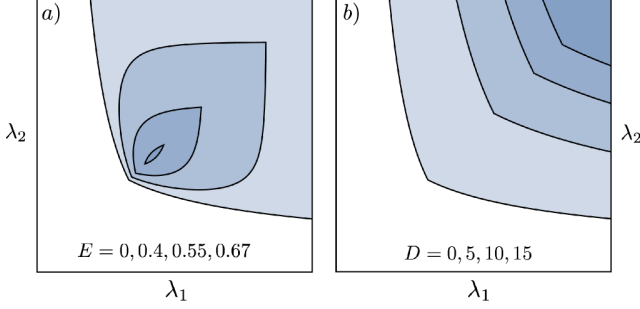 a)
b)
λ₂
λ₂
E = 0, 0.4, 0.55, 0.67
D = 0, 5, 10, 15
λ₁
λ₁